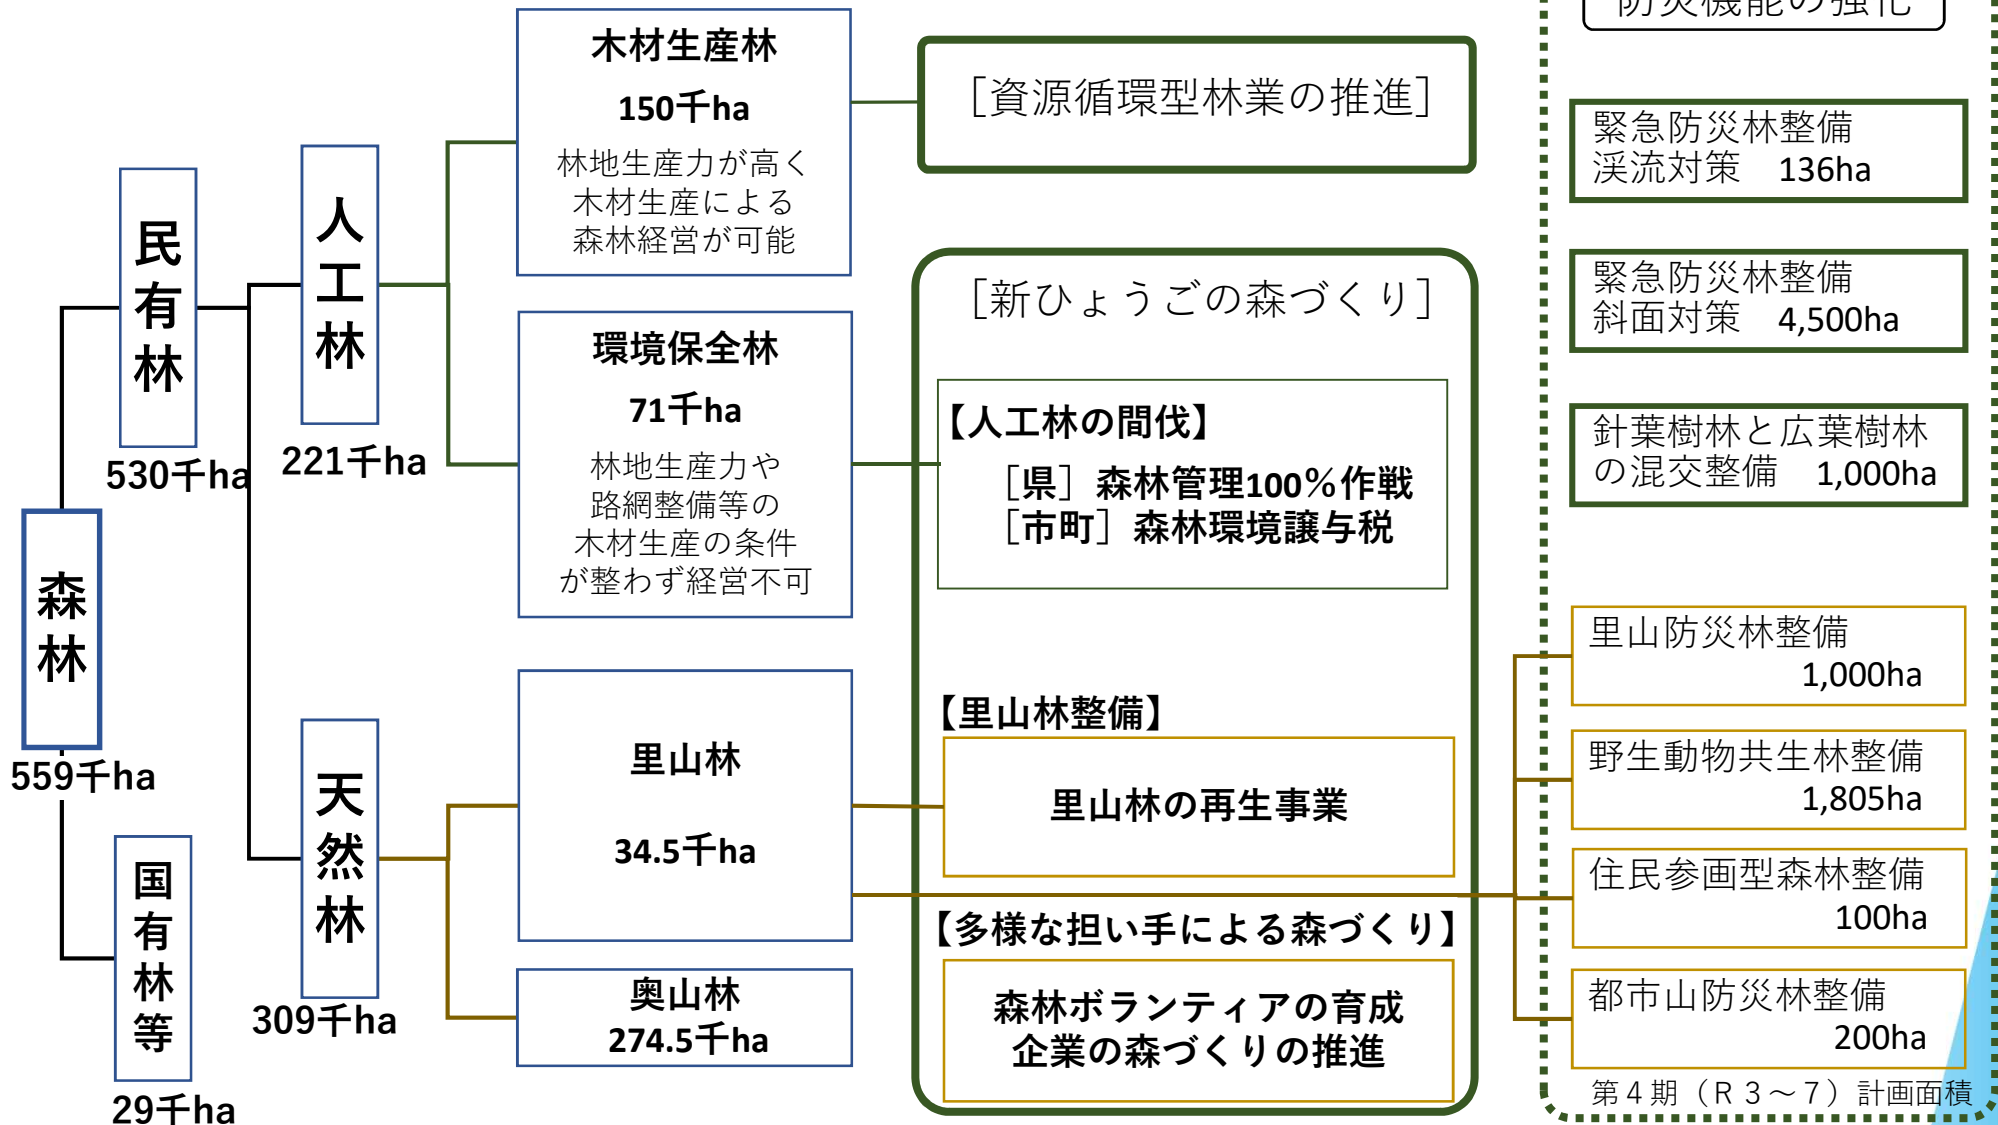 森林
559千ha
民有林
530千ha
国有林等
29千ha
人工林
221千ha
天然林
309千ha
木材生産林
150千ha
林地生産力が高く
木材生産による
森林経営が可能
環境保全林
71千ha
林地生産力や
路網整備等の
木材生産の条件
が整わず経営不可
里山林
34.5千ha
奥山林
274.5千ha
［資源循環型林業の推進］
［新ひょうごの森づくり］
【人工林の間伐】
［県］森林管理100％作戦
［市町］森林環境譲与税
【里山林整備】
里山林の再生事業
【多様な担い手による森づくり】
森林ボランティアの育成
企業の森づくりの推進
防災機能の強化
緊急防災林整備
渓流対策　136ha
緊急防災林整備
斜面対策　4,500ha
針葉樹林と広葉樹林
の混交整備　1,000ha
里山防災林整備
1,000ha
野生動物共生林整備
1,805ha
住民参画型森林整備
100ha
都市山防災林整備
200ha
第４期（Ｒ３～７）計画面積